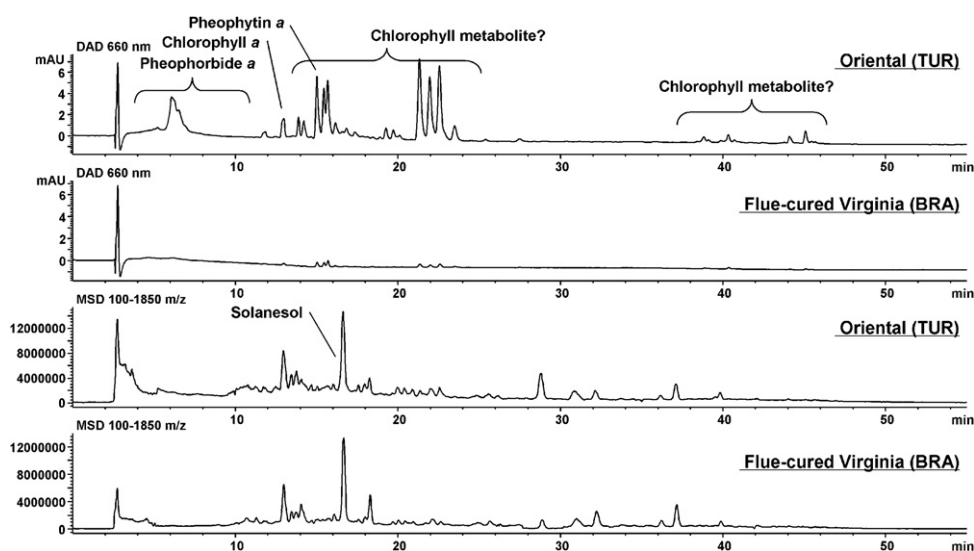 Pheophytin a
Chlorophyll metabolite?
DAD 660 nm
Chlorophyll a
Oriental (TUR)
mAU
Pheophorbide a
Chlorophyll metabolite?
6
4
2
0
10
20
30
40
50
min
DAD 660 nm
mAU
6
Flue-cured Virginia (BRA)
4
2
0
10
20
30
40
50
min
MSD 100-1850 m/z
Solanesol
Oriental (TUR)
12000000
8000000
4000000
0
10
20
30
40
50
min
MSD 100-1850 m/z
12000000
Flue-cured Virginia (BRA)
8000000
4000000
0
10
20
30
40
50
min